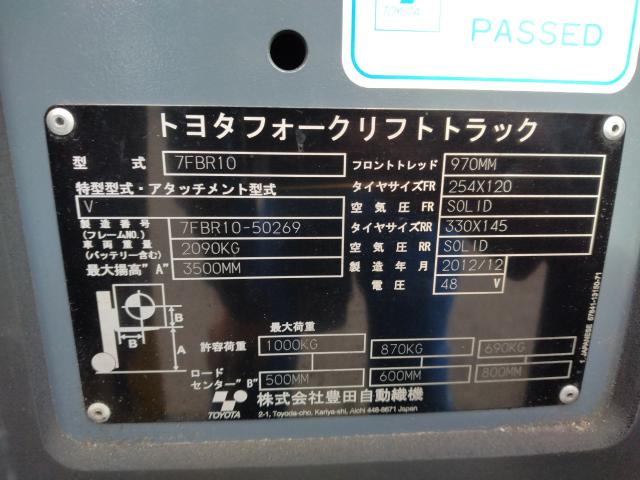 TOYOTA
PASSED
トヨタフォークリフトトラック
型 式 7FBR10 フロントトレッド 970MM
特型型式・アタッチメント型式 タイヤサイズFR 254X120
V 空気圧FR SOLID
製造番号 (フレームNO.) 7FBR10-50269 タイヤサイズRR 330X145
車両重量 (バッテリー含む) 2090KG 空気圧RR SOLID
最大揚高"A" 3500MM 製造年月 2012/12
電圧 48 V
B
B
A
最大荷重
許容荷重 1000KG 870KG 690KG
ロード
センター"B" 500MM 600MM 800MM
TOYOTA 株式会社豊田自動織機
2-1, Toyoda-cho, Kariya-shi, Aichi 448-8671 Japan
JAPANESE 57641-13190-71